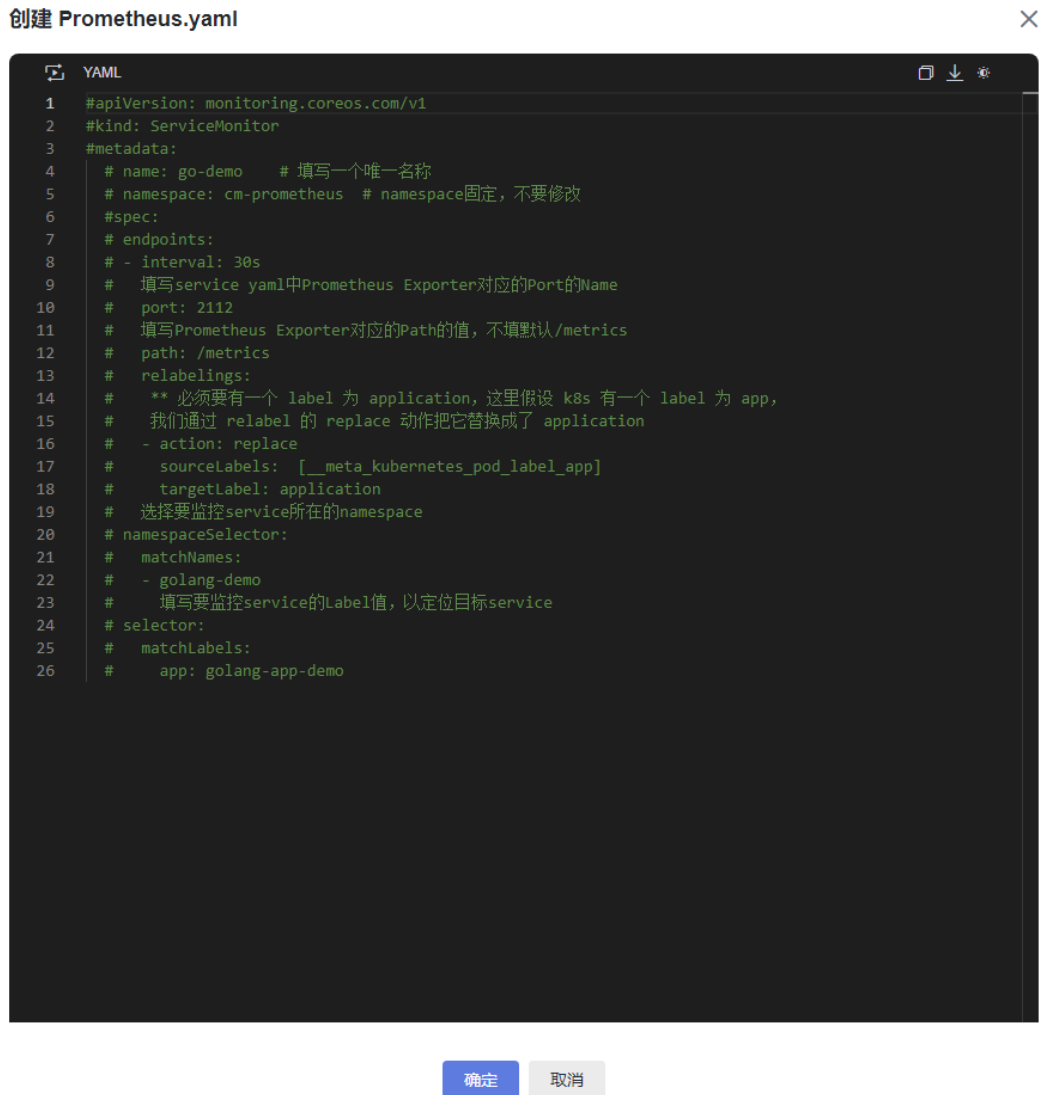 创建 Prometheus.yaml
YAML
1 #apiVersion: monitoring.coreos.com/v1
2 #kind: ServiceMonitor
3 #metadata:
4   # name: go-demo    # 填写一个唯一名称
5   # namespace: cm-prometheus  # namespace固定，不要修改
6   #spec:
7   # endpoints:
8   # - interval: 30s
9   #   填写service yaml中Prometheus Exporter对应的Port的Name
10   #   port: 2112
11   #   填写Prometheus Exporter对应的Path的值，不填默认/metrics
12   #   path: /metrics
13   #   relabelings:
14   #    ** 必须要有一个 label 为 application，这里假设 k8s 有一个 label 为 app，
15   #    我们通过 relabel 的 replace 动作把它替换成了 application
16   #   - action: replace
17   #     sourceLabels:  [__meta_kubernetes_pod_label_app]
18   #     targetLabel: application
19   #   选择要监控service所在的namespace
20   # namespaceSelector:
21   #   matchNames:
22   #   - golang-demo
23   #     填写要监控service的Label值，以定位目标service
24   # selector:
25   #   matchLabels:
26   #     app: golang-app-demo
确定 取消